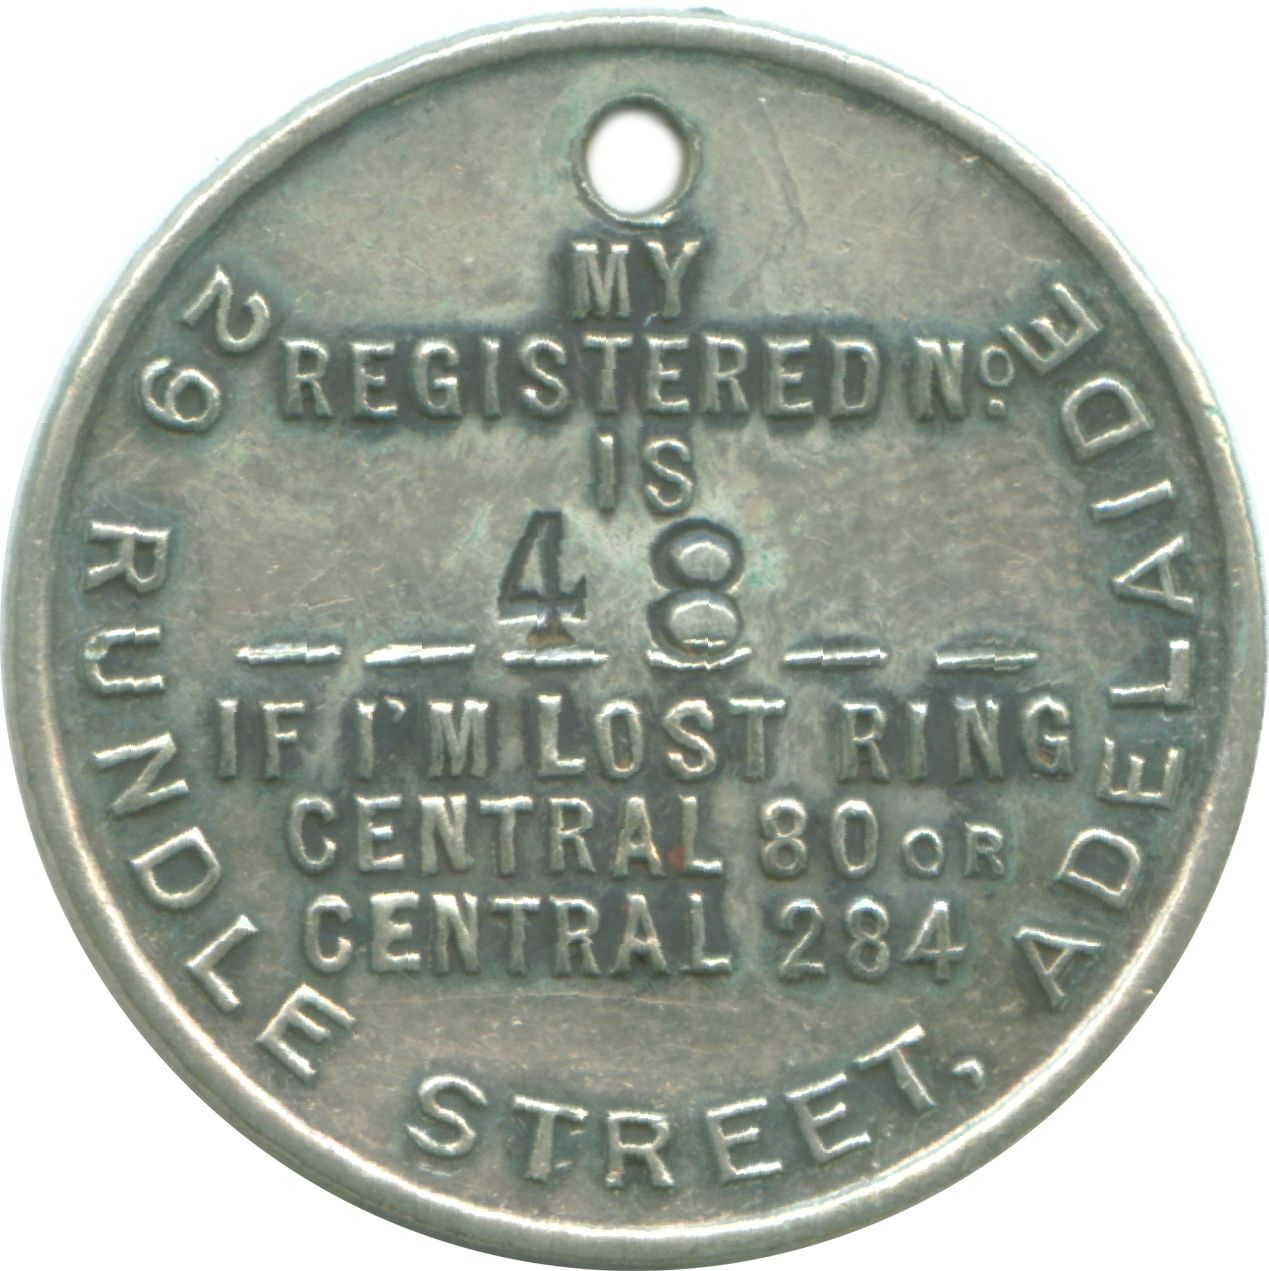 MY
REGISTERED No.
IS
48
IF I'M LOST RING
CENTRAL 80 OR
CENTRAL 284
29 RUNDLE STREET, ADELAIDE